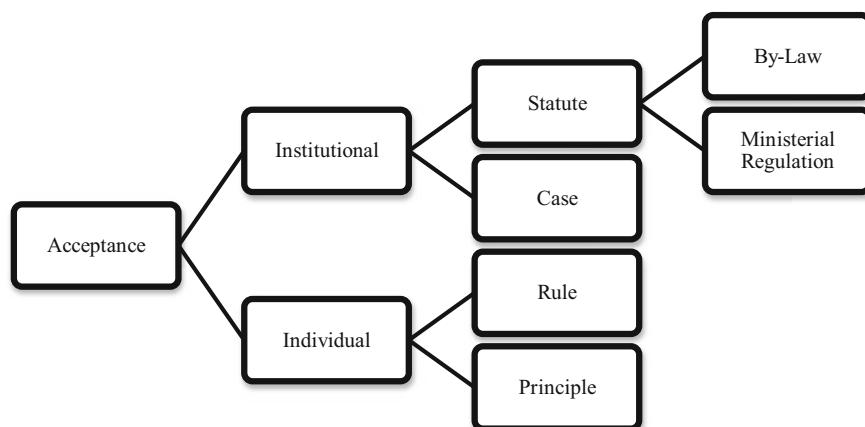 Acceptance
Institutional
Individual
Statute
Case
Rule
Principle
By-Law
Ministerial
Regulation